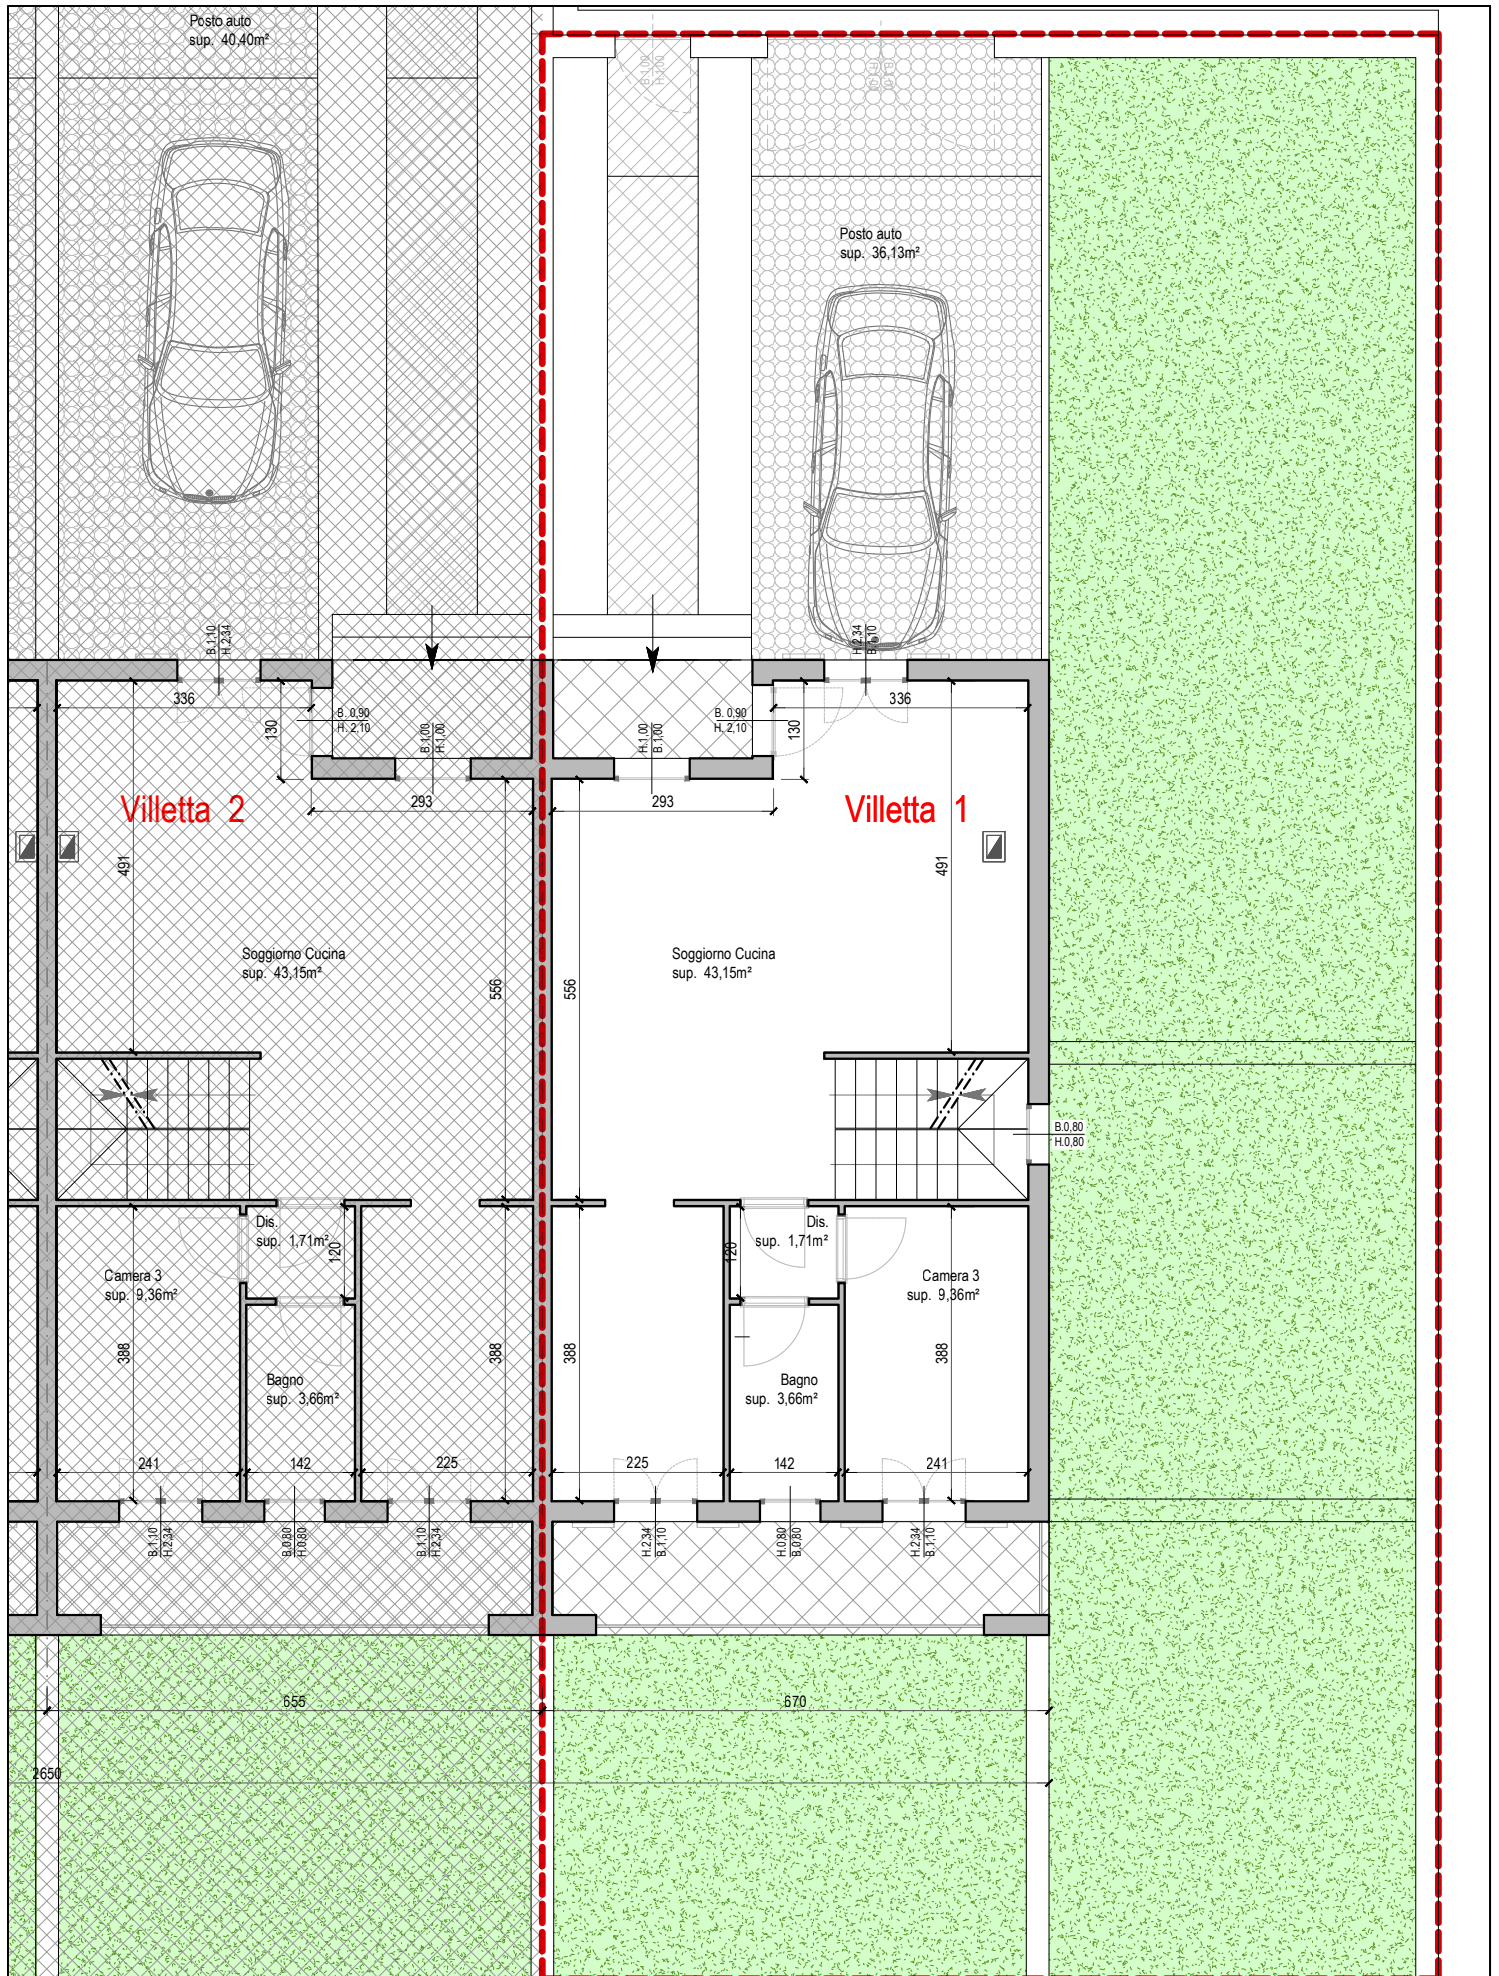 Posto auto
sup. 40,40m²
B.1,00
H.1,00
Posto auto
sup. 36,13m²
B.1,10
H.2,34
H.2,34
B.1,10
336
130
B. 0,90
H. 2,10
B.1,00
H.1,00
H.1,00
B.1,00
B. 0,90
H. 2,10
130
336
293
293
Villetta 2
Villetta 1
491
491
Soggiorno Cucina
sup. 43,15m²
Soggiorno Cucina
sup. 43,15m²
556
556
B.0,80
H.0,80
Dis.
sup. 1,71m²
120
Dis.
sup. 1,71m²
120
Camera 3
sup. 9,36m²
Camera 3
sup. 9,36m²
388
388
388
388
Bagno
sup. 3,66m²
Bagno
sup. 3,66m²
241
142
225
225
142
241
B.1,10
H.2,34
B.0,80
H.0,80
B.1,10
H.2,34
H.2,34
B.1,10
H.0,80
B.0,80
H.2,34
B.1,10
655
670
2650